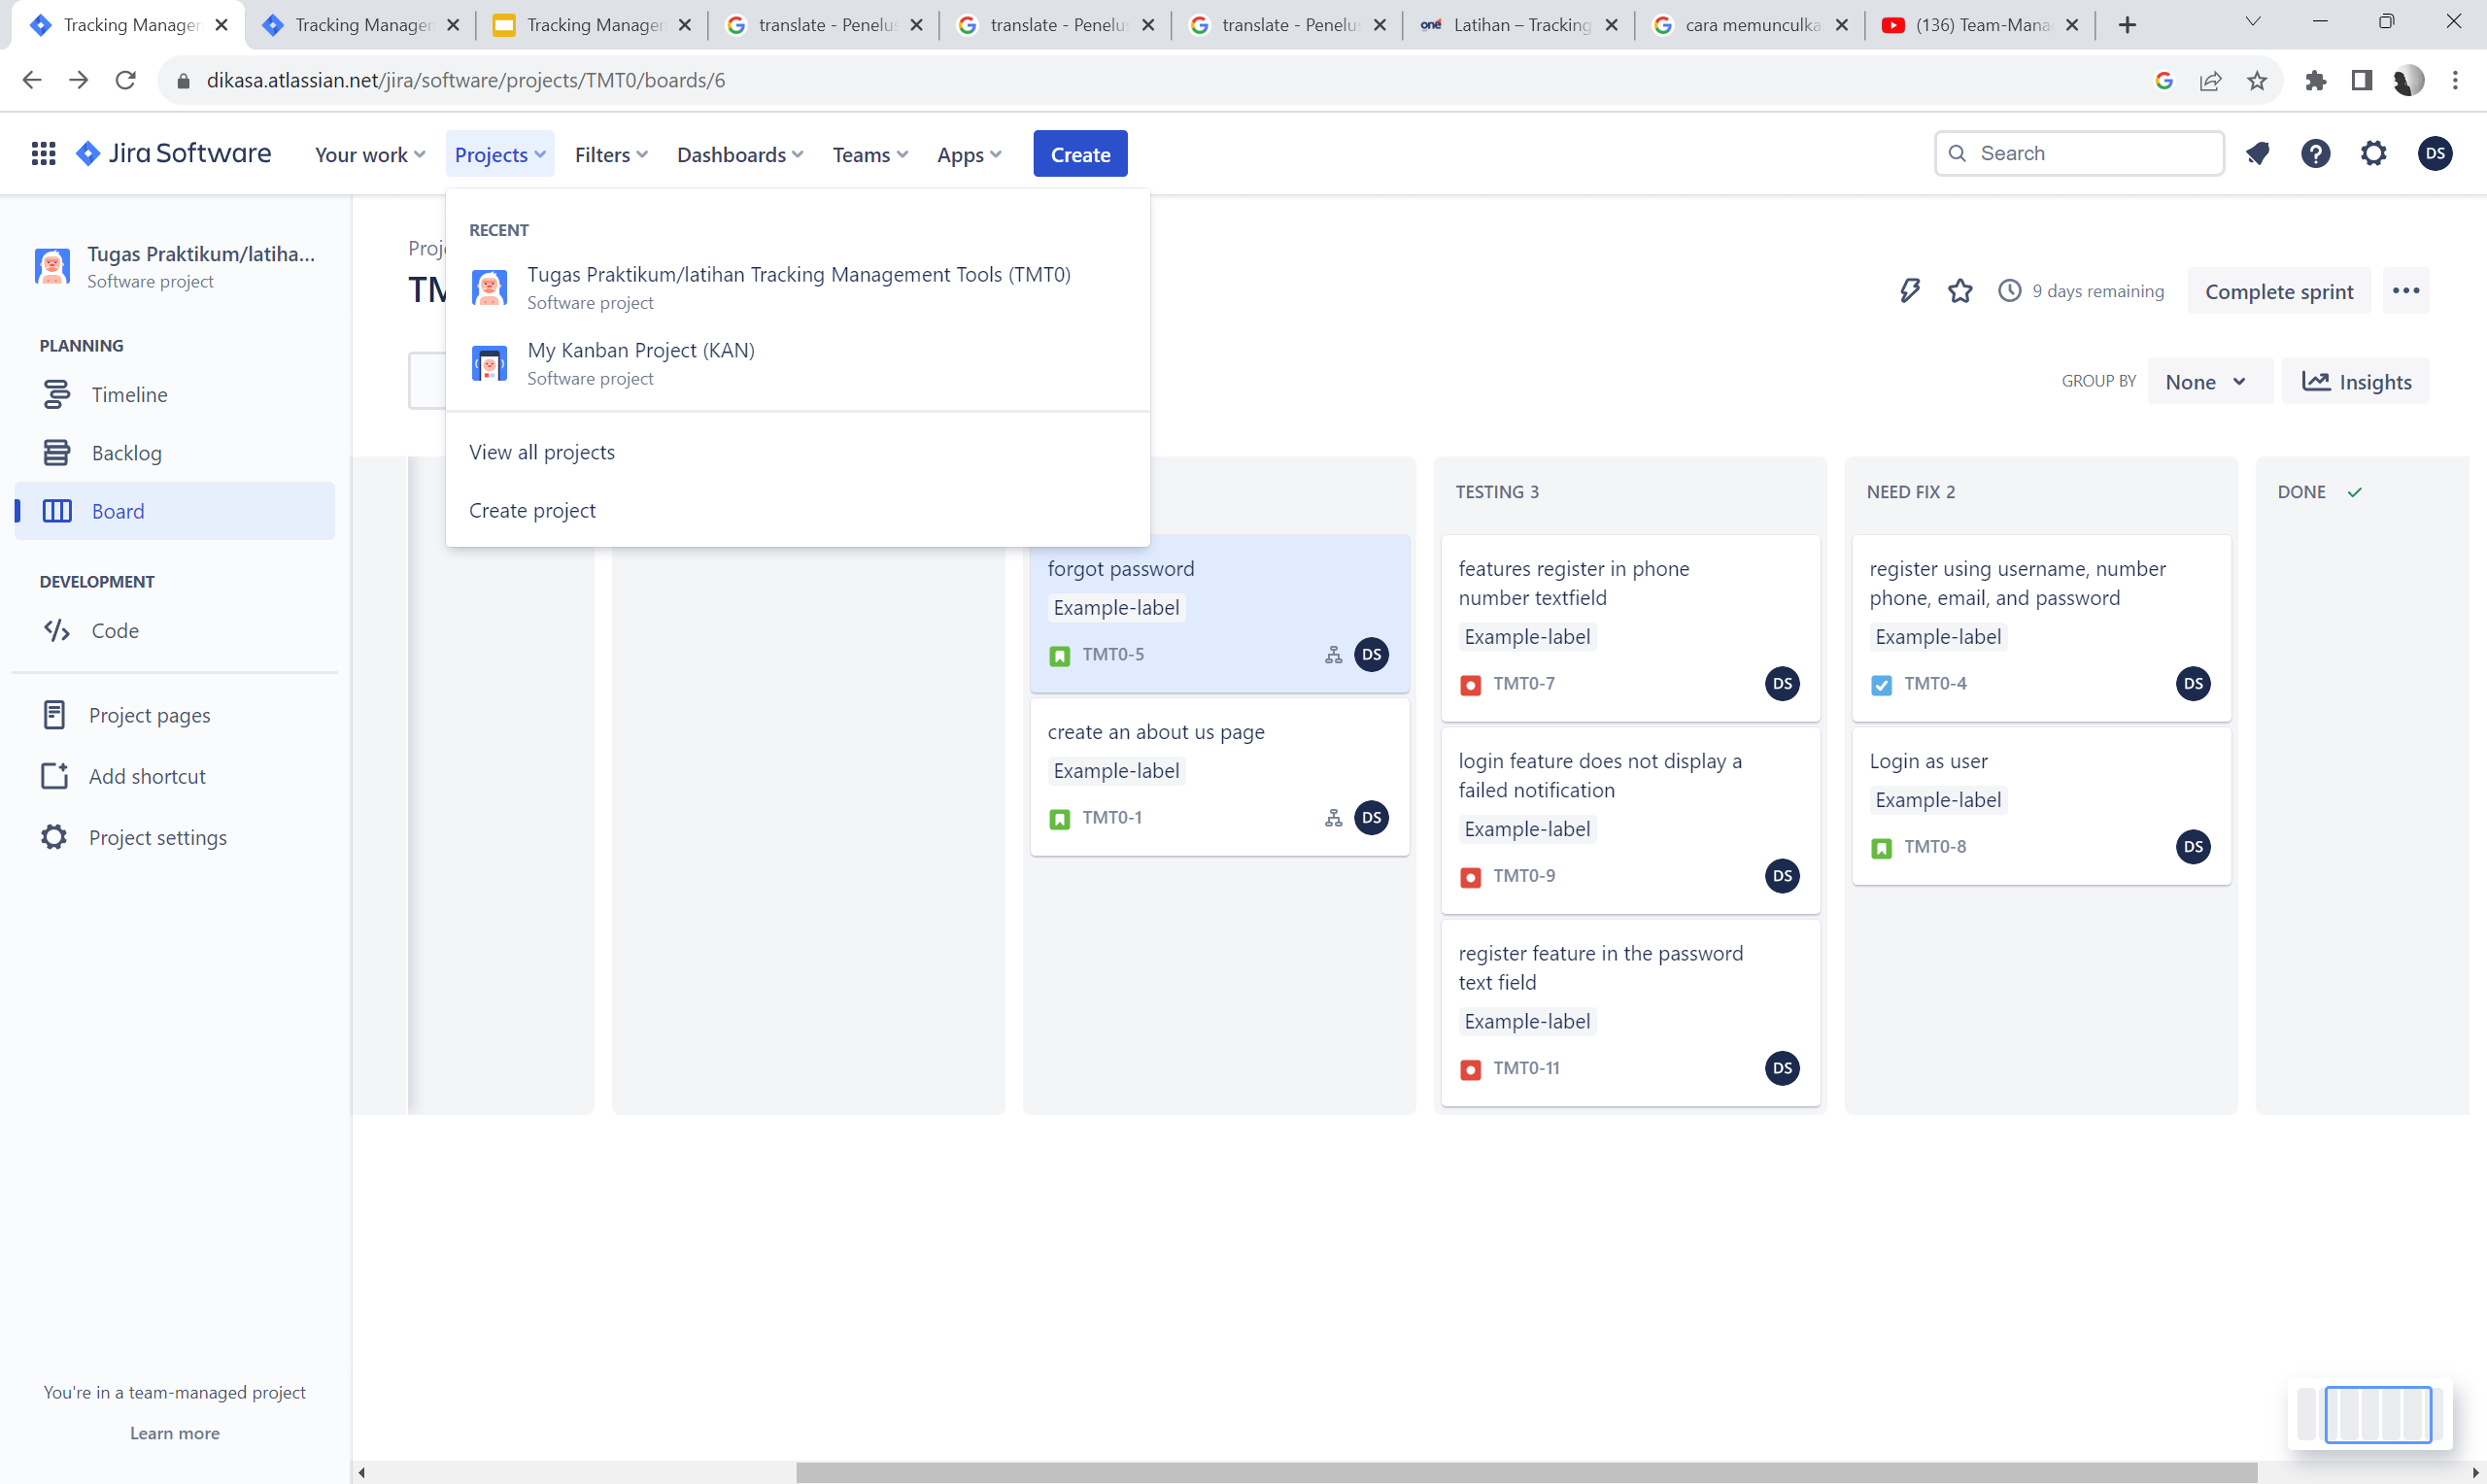 Tracking Manager
Tracking Manager
Tracking Manager
translate - Penelus
translate - Penelus
translate - Penelus
one
Latihan – Tracking
cara memunculka
(136) Team-Mana
dikasa.atlassian.net/jira/software/projects/TMT0/boards/6
Jira Software
Your work
Projects
Filters
Dashboards
Teams
Apps
Create
Search
DS
Tugas Praktikum/latiha...
Software project
PLANNING
Timeline
Backlog
Board
DEVELOPMENT
Code
Project pages
Add shortcut
Project settings
You're in a team-managed project
Learn more
RECENT
Tugas Praktikum/latihan Tracking Management Tools (TMT0)
Software project
My Kanban Project (KAN)
Software project
View all projects
Create project
9 days remaining
Complete sprint
GROUP BY
None
Insights
forgot password
Example-label
TMT0-5
DS
create an about us page
Example-label
TMT0-1
DS
TESTING 3
features register in phone
number textfield
Example-label
TMT0-7
DS
login feature does not display a
failed notification
Example-label
TMT0-9
DS
register feature in the password
text field
Example-label
TMT0-11
DS
NEED FIX 2
register using username, number
phone, email, and password
Example-label
TMT0-4
DS
Login as user
Example-label
TMT0-8
DS
DONE